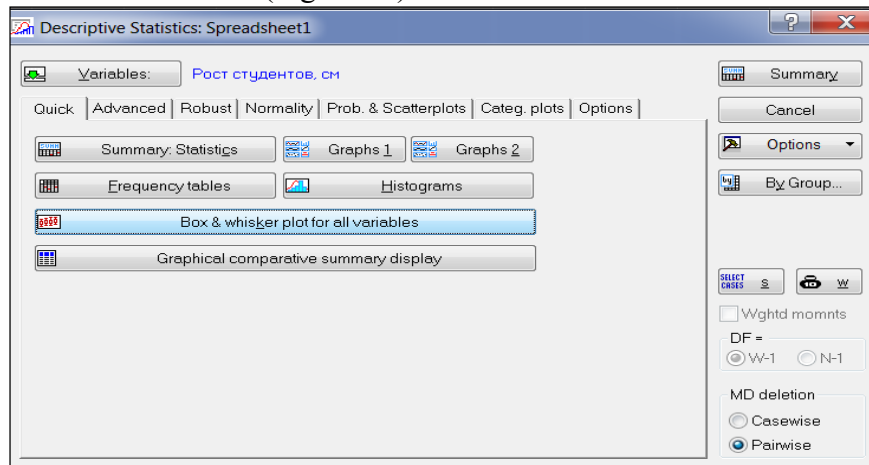 Descriptive Statistics: Spreadsheet1
Variables: Рост студентов, см
Quick Advanced Robust Normality Prob. & Scatterplots Categ. plots Options
Summary: Statistics Graphs 1 Graphs 2
Frequency tables Histograms
Box & whisker plot for all variables
Graphical comparative summary display
Summary
Cancel
Options
By Group...
SELECT CASES S W
Wghtd momnts
DF =
W-1 N-1
MD deletion
Casewise
Pairwise